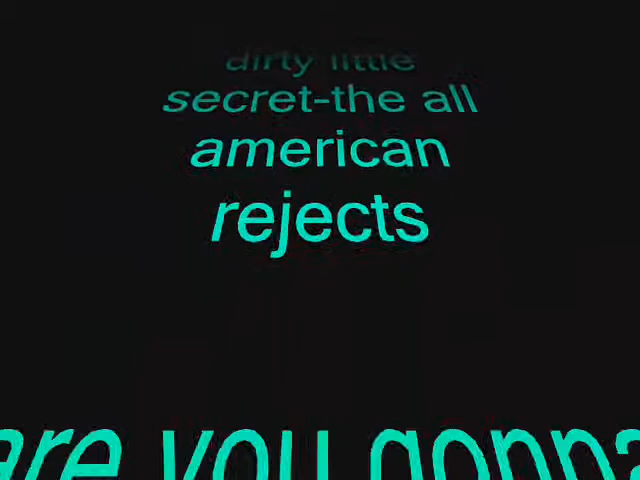 dirty little
secret-the all
american
rejects
are you gonna